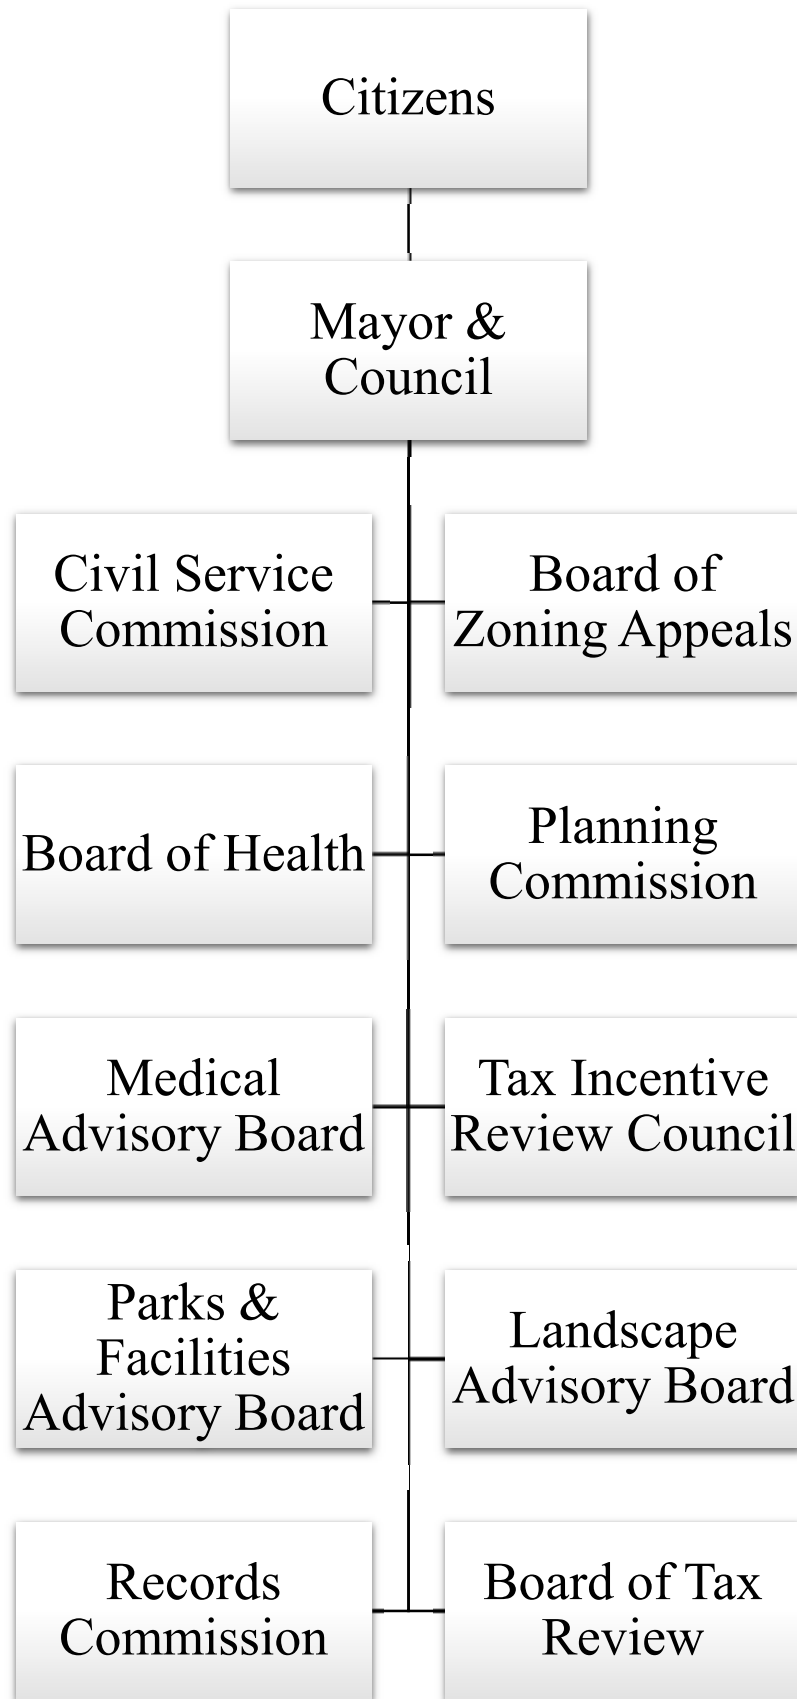 Citizens
Mayor &
Council
Civil Service
Commission
Board of
Zoning Appeals
Board of Health
Planning
Commission
Medical
Advisory Board
Tax Incentive
Review Council
Parks &
Facilities
Advisory Board
Landscape
Advisory Board
Records
Commission
Board of Tax
Review